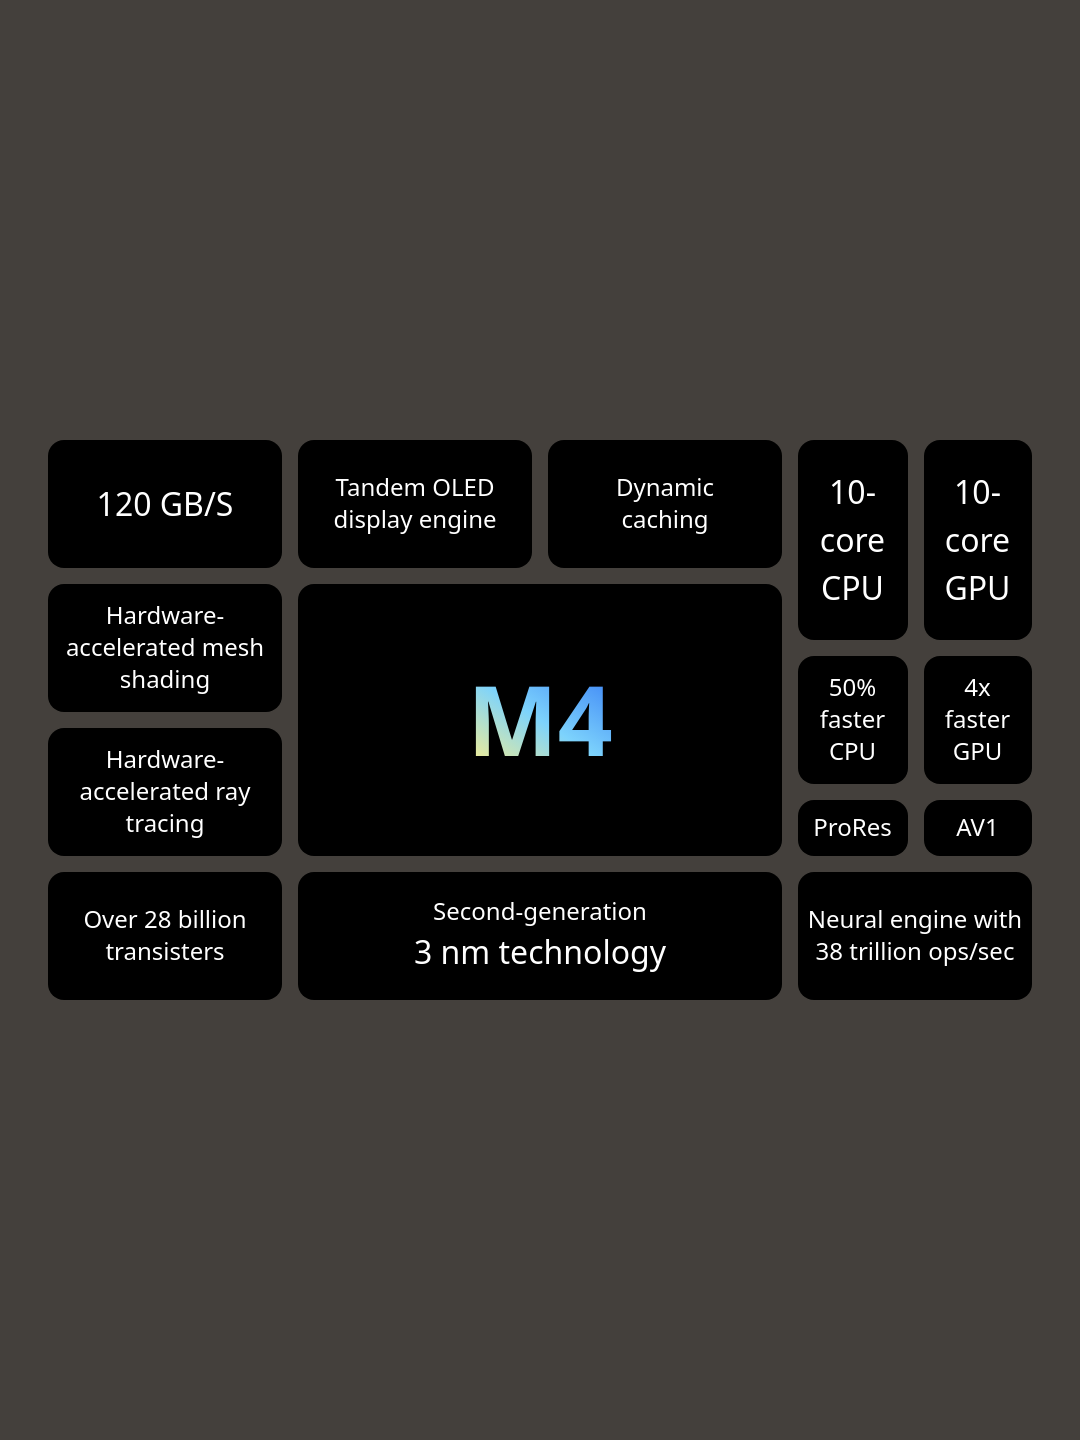 120 GB/S
Tandem OLED
display engine
Dynamic
caching
10-
core
CPU
10-
core
GPU
Hardware-
accelerated mesh
shading
M4
50%
faster
CPU
4x
faster
GPU
Hardware-
accelerated ray
tracing
ProRes
AV1
Over 28 billion
transisters
Second-generation
3 nm technology
Neural engine with
38 trillion ops/sec